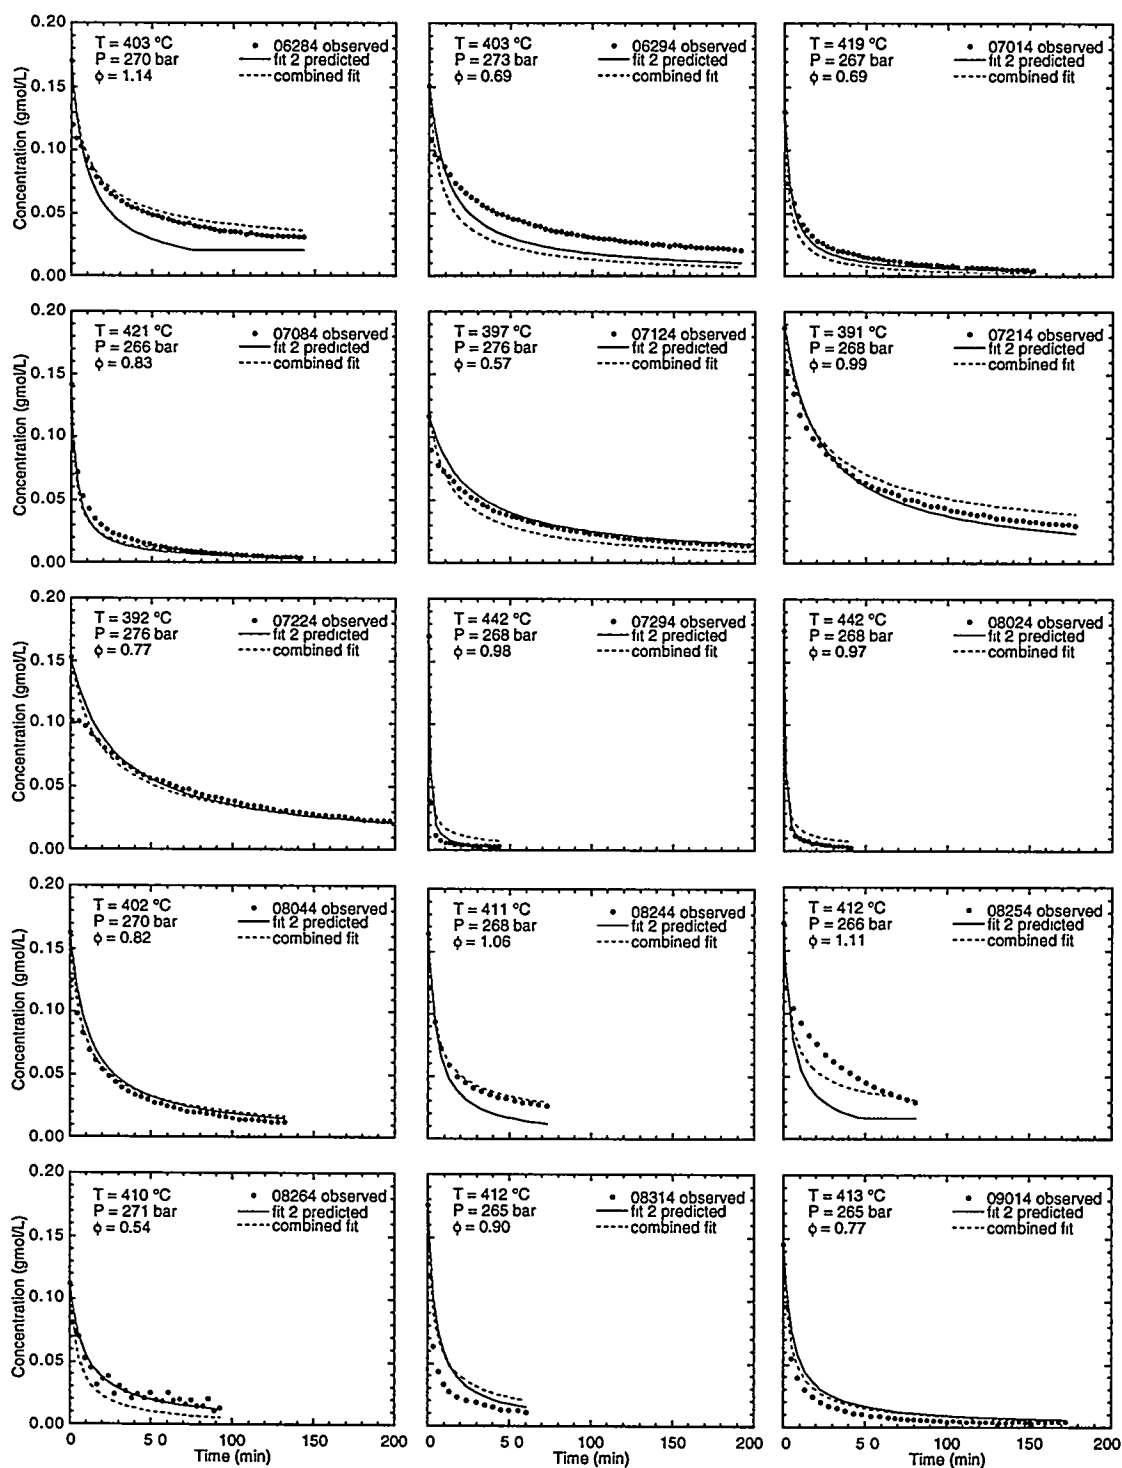 0.20
0.15
0.10
0.05
0.00
Concentration (gmol/L)
T = 403 °C
P = 270 bar
ϕ = 1.14
06284 observed
fit 2 predicted
combined fit
T = 403 °C
P = 273 bar
ϕ = 0.69
06294 observed
fit 2 predicted
combined fit
T = 419 °C
P = 267 bar
ϕ = 0.69
07014 observed
fit 2 predicted
combined fit
0.20
0.15
0.10
0.05
0.00
Concentration (gmol/L)
T = 421 °C
P = 266 bar
ϕ = 0.83
07084 observed
fit 2 predicted
combined fit
T = 397 °C
P = 276 bar
ϕ = 0.57
07124 observed
fit 2 predicted
combined fit
T = 391 °C
P = 268 bar
ϕ = 0.99
07214 observed
fit 2 predicted
combined fit
0.20
0.15
0.10
0.05
0.00
Concentration (gmol/L)
T = 392 °C
P = 276 bar
ϕ = 0.77
07224 observed
fit 2 predicted
combined fit
T = 442 °C
P = 268 bar
ϕ = 0.98
07294 observed
fit 2 predicted
combined fit
T = 442 °C
P = 268 bar
ϕ = 0.97
08024 observed
fit 2 predicted
combined fit
0.20
0.15
0.10
0.05
0.00
Concentration (gmol/L)
T = 402 °C
P = 270 bar
ϕ = 0.82
08044 observed
fit 2 predicted
combined fit
T = 411 °C
P = 268 bar
ϕ = 1.06
08244 observed
fit 2 predicted
combined fit
T = 412 °C
P = 266 bar
ϕ = 1.11
08254 observed
fit 2 predicted
combined fit
0.20
0.15
0.10
0.05
0.00
Concentration (gmol/L)
T = 410 °C
P = 271 bar
ϕ = 0.54
08264 observed
fit 2 predicted
combined fit
T = 412 °C
P = 265 bar
ϕ = 0.90
08314 observed
fit 2 predicted
combined fit
T = 413 °C
P = 265 bar
ϕ = 0.77
09014 observed
fit 2 predicted
combined fit
0 50 100 150 200
Time (min)
0 50 100 150 200
Time (min)
0 50 100 150 200
Time (min)